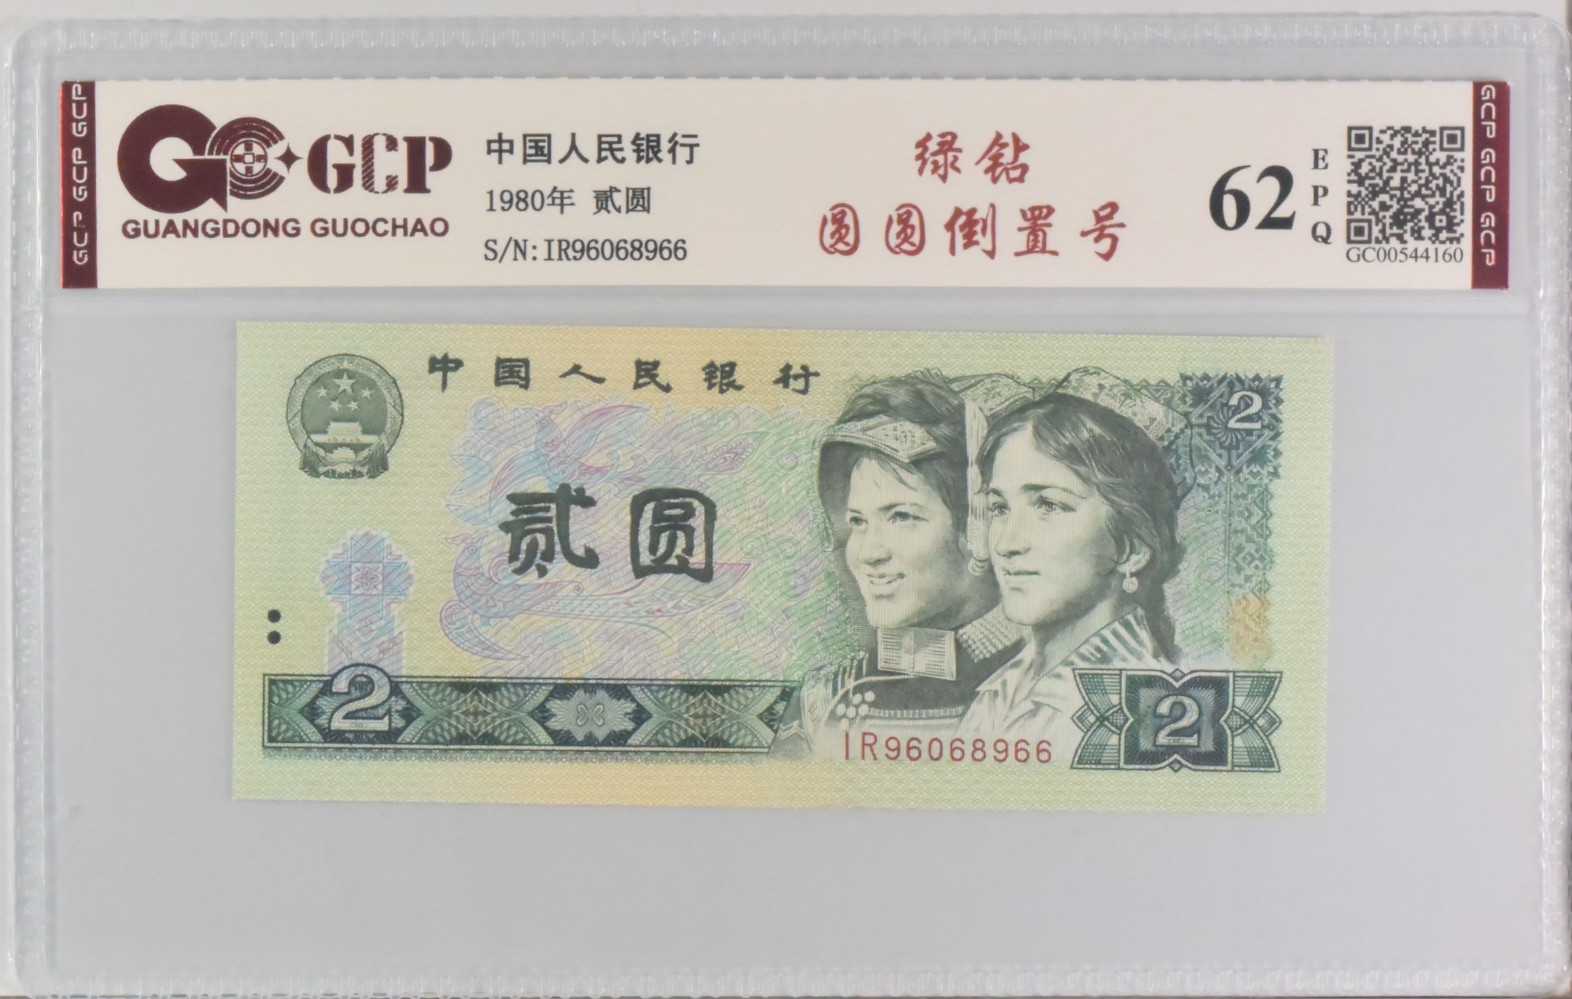 GCP GCP GCP
GCP
GUANGDONG GUOCHAO
中国人民银行
1980年 贰圆
S/N:IR96068966
绿钻
圆圆倒置号
62
EPQ
GC00544160
GCP GCP GCP
中国人民银行
2
贰圆
2
IR96068966
2